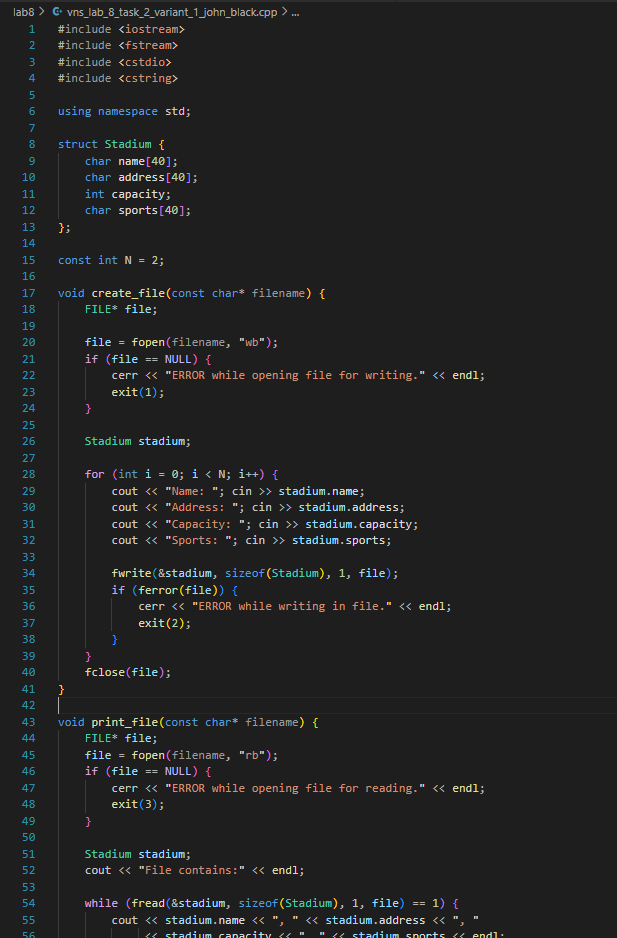 lab8 > vns_lab_8_task_2_variant_1_john_black.cpp > ...
1 #include <iostream>
2 #include <fstream>
3 #include <cstdio>
4 #include <cstring>
5
6 using namespace std;
7
8 struct Stadium {
9     char name[40];
10     char address[40];
11     int capacity;
12     char sports[40];
13 };
14
15 const int N = 2;
16
17 void create_file(const char* filename) {
18     FILE* file;
19
20     file = fopen(filename, "wb");
21     if (file == NULL) {
22         cerr << "ERROR while opening file for writing." << endl;
23         exit(1);
24     }
25
26     Stadium stadium;
27
28     for (int i = 0; i < N; i++) {
29         cout << "Name: "; cin >> stadium.name;
30         cout << "Address: "; cin >> stadium.address;
31         cout << "Capacity: "; cin >> stadium.capacity;
32         cout << "Sports: "; cin >> stadium.sports;
33
34         fwrite(&stadium, sizeof(Stadium), 1, file);
35         if (ferror(file)) {
36             cerr << "ERROR while writing in file." << endl;
37             exit(2);
38         }
39     }
40     fclose(file);
41 }
42
43 void print_file(const char* filename) {
44     FILE* file;
45     file = fopen(filename, "rb");
46     if (file == NULL) {
47         cerr << "ERROR while opening file for reading." << endl;
48         exit(3);
49     }
50
51     Stadium stadium;
52     cout << "File contains:" << endl;
53
54     while (fread(&stadium, sizeof(Stadium), 1, file) == 1) {
55         cout << stadium.name << ", " << stadium.address << ", "
56             << stadium.capacity << ", " << stadium.sports << endl;